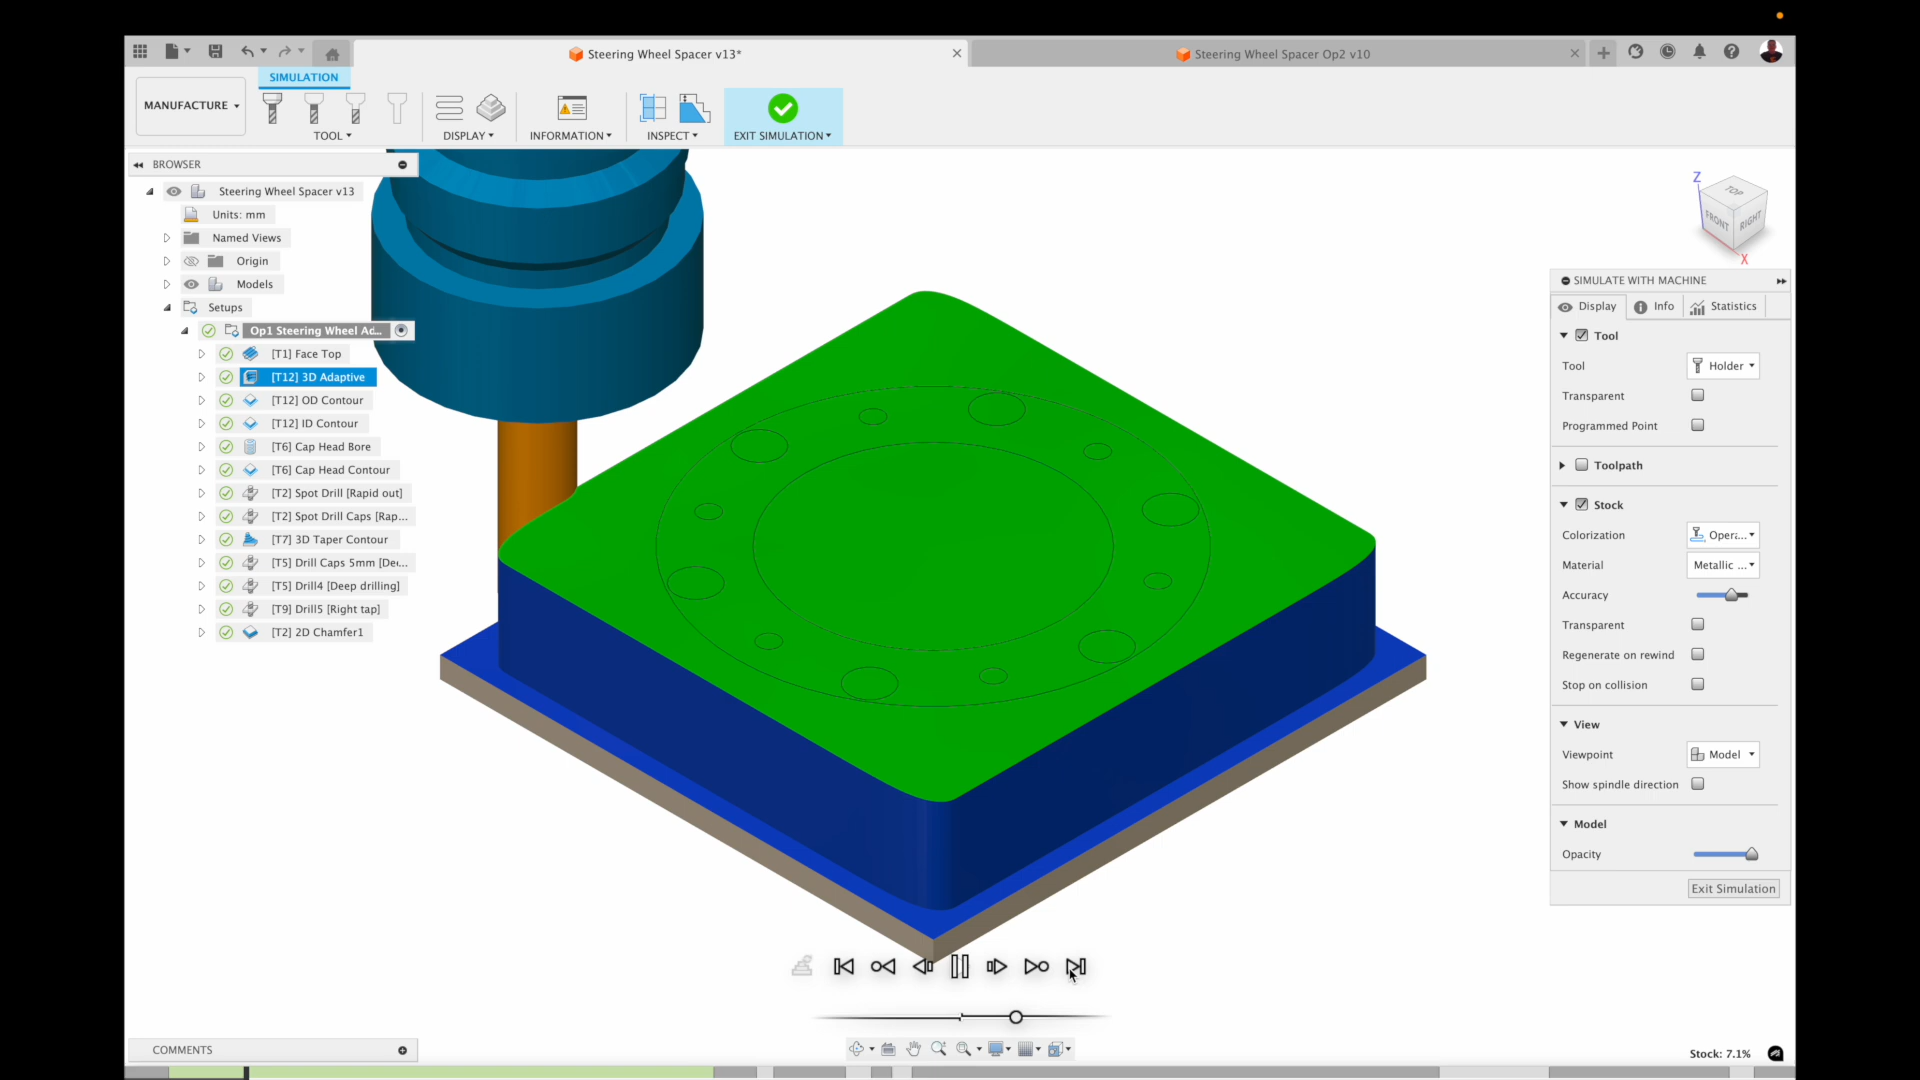 Steering Wheel Spacer v13*
Steering Wheel Spacer Op2 v10
SIMULATION
MANUFACTURE
TOOL
DISPLAY
INFORMATION
INSPECT
EXIT SIMULATION
BROWSER
Steering Wheel Spacer v13
Units: mm
Named Views
Origin
Models
Setups
Op1 Steering Wheel Ad...
[T1] Face Top
[T12] 3D Adaptive
[T12] OD Contour
[T12] ID Contour
[T6] Cap Head Bore
[T6] Cap Head Contour
[T2] Spot Drill [Rapid out]
[T2] Spot Drill Caps [Rap...
[T7] 3D Taper Contour
[T5] Drill Caps 5mm [De...
[T5] Drill4 [Deep drilling]
[T9] Drill5 [Right tap]
[T2] 2D Chamfer1
Z
TOP
FRONT
RIGHT
X
SIMULATE WITH MACHINE
Display
Info
Statistics
Tool
Tool Holder
Transparent
Programmed Point
Toolpath
Stock
Colorization Opera...
Material Metallic ...
Accuracy
Transparent
Regenerate on rewind
Stop on collision
View
Viewpoint Model
Show spindle direction
Model
Opacity
Exit Simulation
COMMENTS
Stock: 7.1%